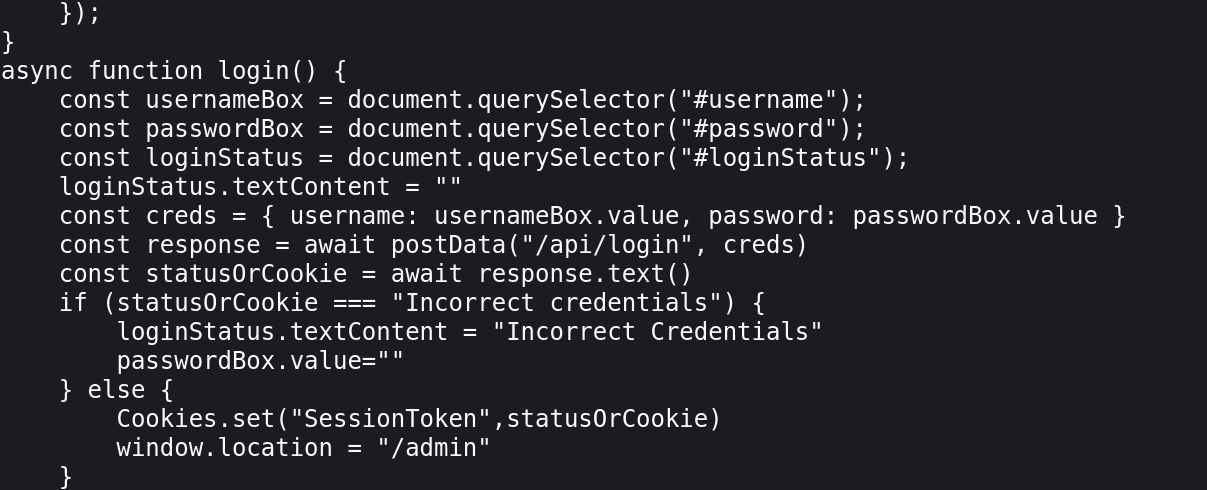 });
}
async function login() {
    const usernameBox = document.querySelector("#username");
    const passwordBox = document.querySelector("#password");
    const loginStatus = document.querySelector("#loginStatus");
    loginStatus.textContent = ""
    const creds = { username: usernameBox.value, password: passwordBox.value }
    const response = await postData("/api/login", creds)
    const statusOrCookie = await response.text()
    if (statusOrCookie === "Incorrect credentials") {
        loginStatus.textContent = "Incorrect Credentials"
        passwordBox.value=""
    } else {
        Cookies.set("SessionToken",statusOrCookie)
        window.location = "/admin"
    }